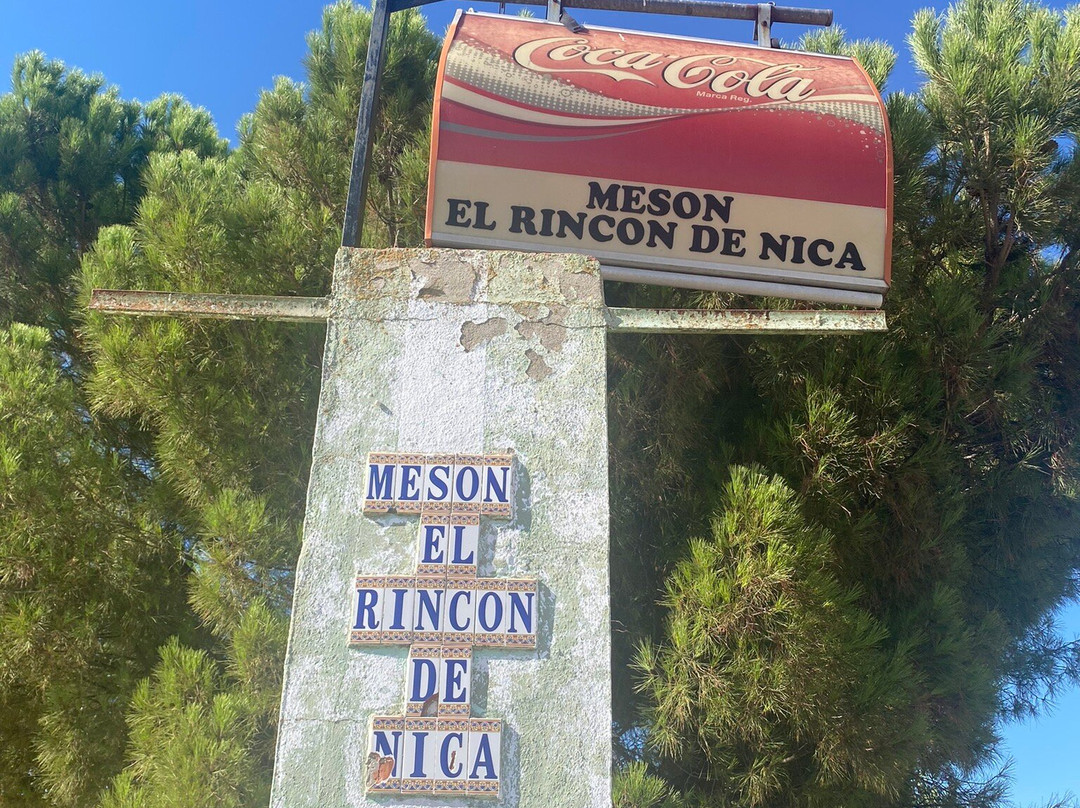 Coca-Cola
Marca Reg.
MESON
EL RINCON DE NICA
MESON
EL
RINCON
DE
NICA